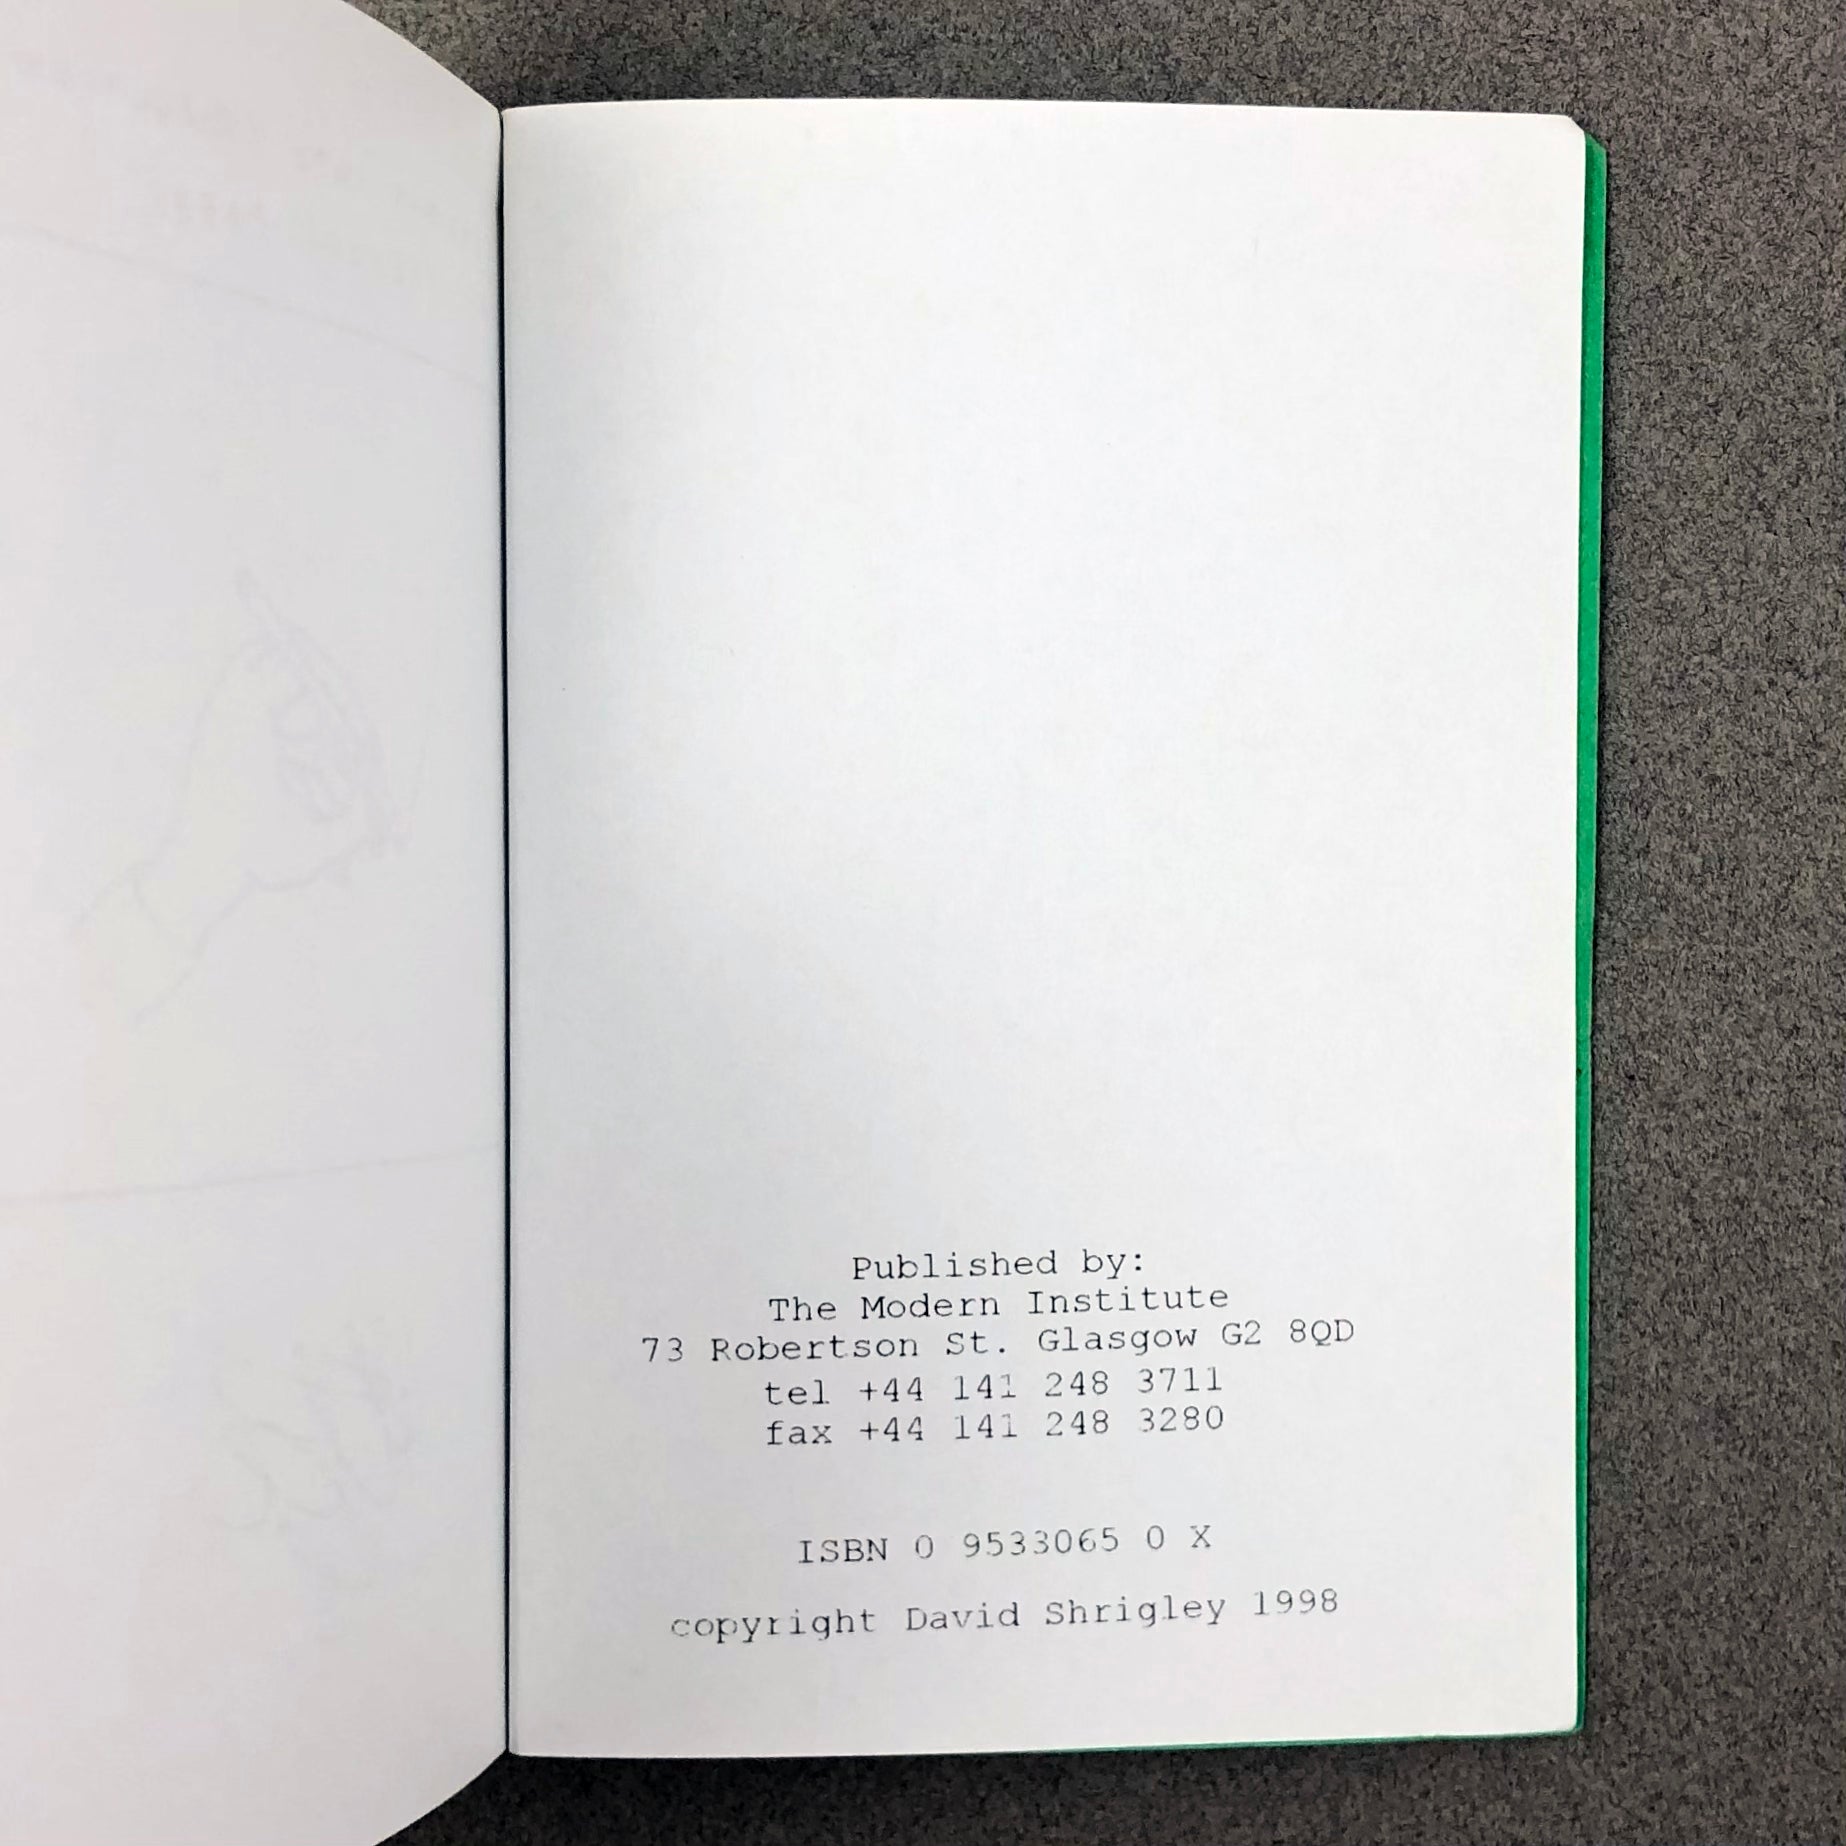 Published by:
The Modern Institute
73 Robertson St. Glasgow G2 8QD
tel +44 141 248 3711
fax +44 141 248 3280
ISBN 0 9533065 0 X
copyright David Shrigley 1998